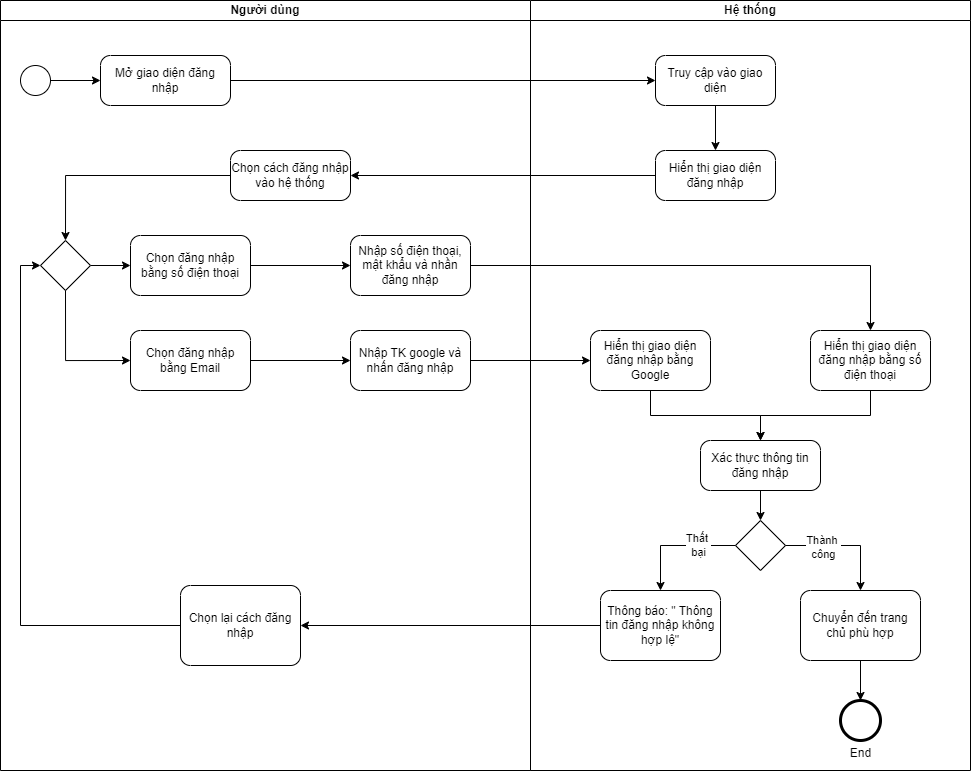 Người dùng
Hệ thống
Mở giao diện đăng
nhập
Truy cập vào giao
diện
Chọn cách đăng nhập
vào hệ thống
Hiển thị giao diện
đăng nhập
Chọn đăng nhập
bằng số điện thoại
Nhập số điện thoại,
mật khẩu và nhấn
đăng nhập
Chọn đăng nhập
bằng Email
Nhập TK google và
nhấn đăng nhập
Hiển thị giao diện
đăng nhập bằng
Google
Hiển thị giao diện
đăng nhập bằng số
điện thoại
Xác thực thông tin
đăng nhập
Thất
bại
Thành
công
Chọn lại cách đăng
nhập
Thông báo: " Thông
tin đăng nhập không
hợp lệ"
Chuyển đến trang
chủ phù hợp
End